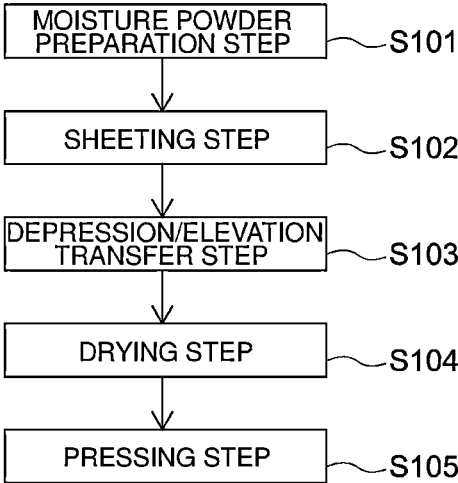 MOISTURE POWDER
PREPARATION STEP
S101
SHEETING STEP
S102
DEPRESSION/ELEVATION
TRANSFER STEP
S103
DRYING STEP
S104
PRESSING STEP
S105